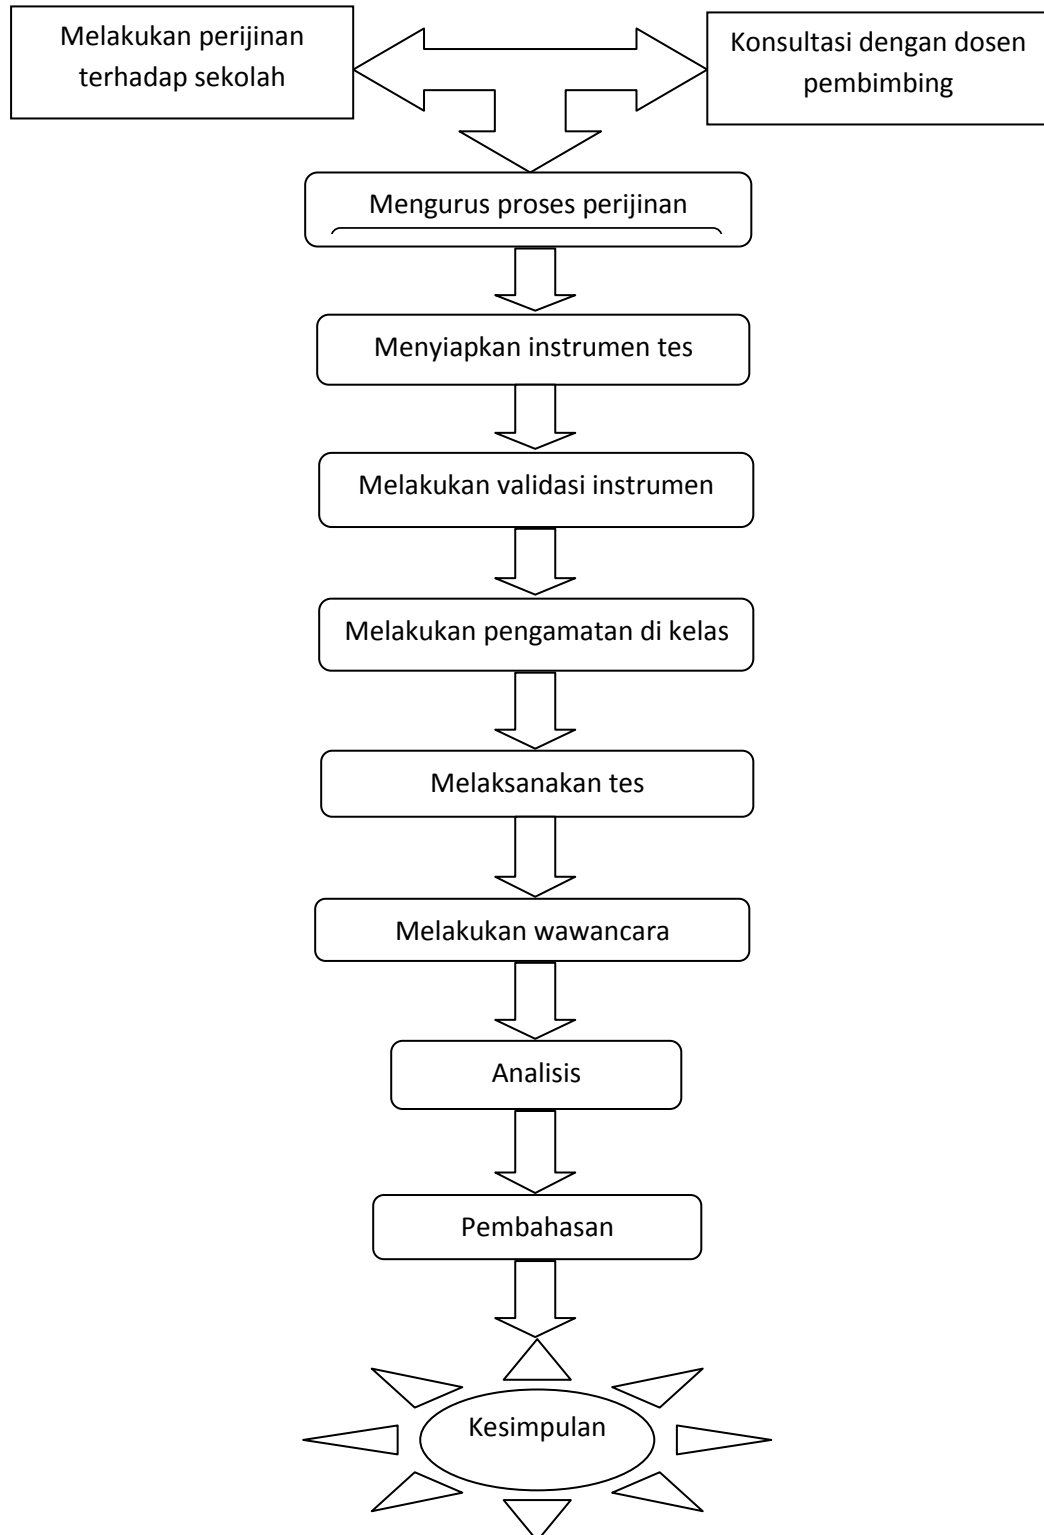 Melakukan perijinan
terhadap sekolah
Konsultasi dengan dosen
pembimbing
Mengurus proses perijinan
Menyiapkan instrumen tes
Melakukan validasi instrumen
Melakukan pengamatan di kelas
Melaksanakan tes
Melakukan wawancara
Analisis
Pembahasan
Kesimpulan